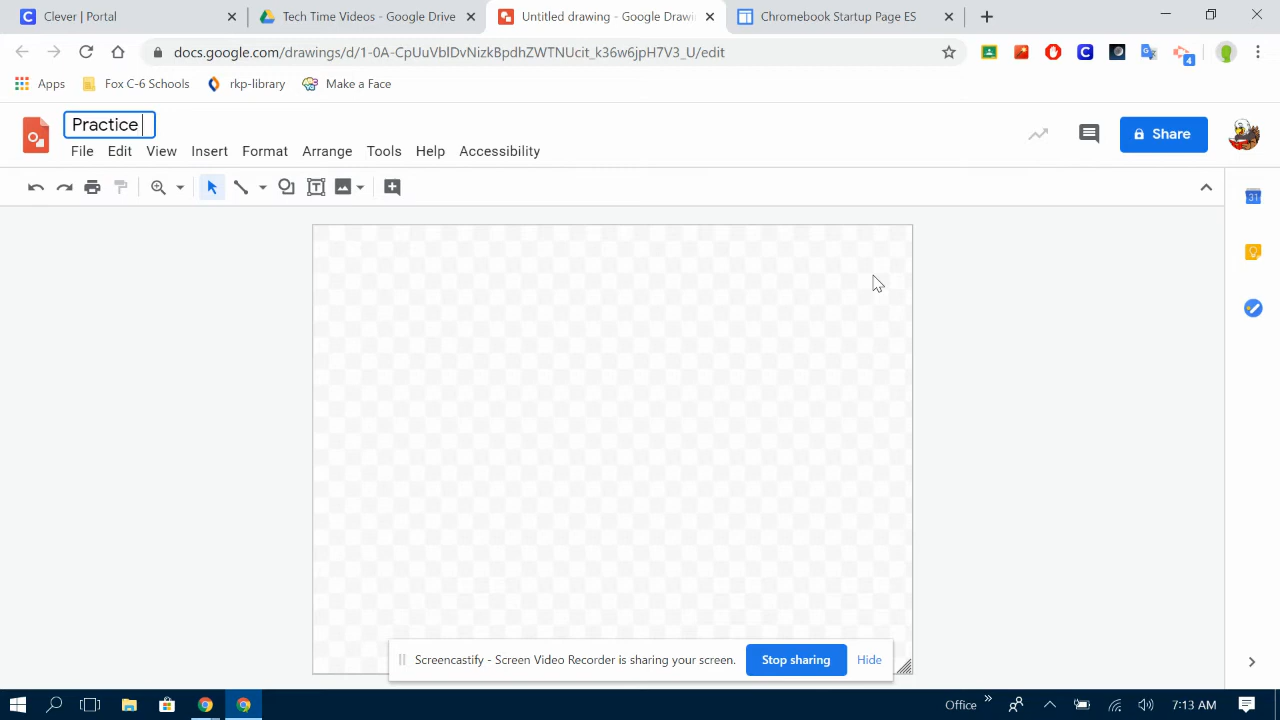 Clever | Portal
Tech Time Videos - Google Drive
Untitled drawing - Google Drawi
Chromebook Startup Page ES
docs.google.com/drawings/d/1-0A-CpUuVblDvNizkBpdhZWTNUcit_k36w6jpH7V3_U/edit
4
Apps
Fox C-6 Schools
rkp-library
Make a Face
Practice
Share
File Edit View Insert Format Arrange Tools Help Accessibility
31
Screencastify - Screen Video Recorder is sharing your screen. Stop sharing Hide
Office » 7:13 AM